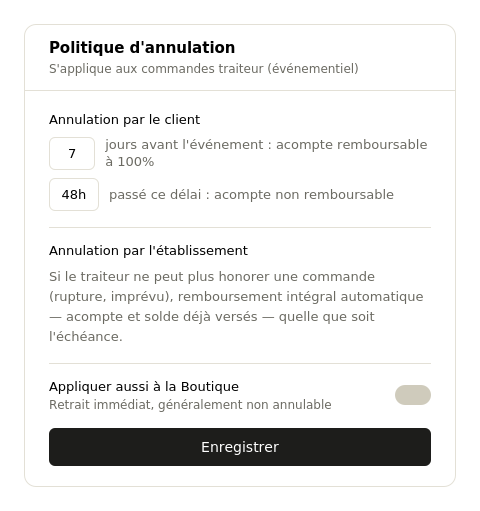 Politique d'annulation
S'applique aux commandes traiteur (événementiel)
Annulation par le client
7
jours avant l'événement : acompte remboursable
à 100%
48h
passé ce délai : acompte non remboursable
Annulation par l'établissement
Si le traiteur ne peut plus honorer une commande
(rupture, imprévu), remboursement intégral automatique
— acompte et solde déjà versés — quelle que soit
l'échéance.
Appliquer aussi à la Boutique
Retrait immédiat, généralement non annulable
Enregistrer